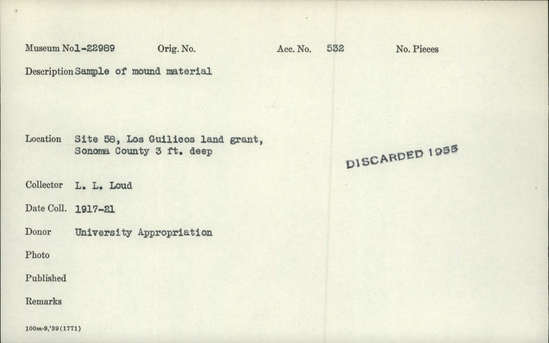 Museum No. 1-22989 Orig. No. Acc. No. 532 No. Pieces
Description Sample of mound material
Location Site 58, Los Guilicos land grant,
Sonoma County 3 ft. deep
DISCARDED 1955
Collector L. L. Loud
Date Coll. 1917-21
Donor University Appropriation
Photo
Published
Remarks
100m-9,'39(1771)